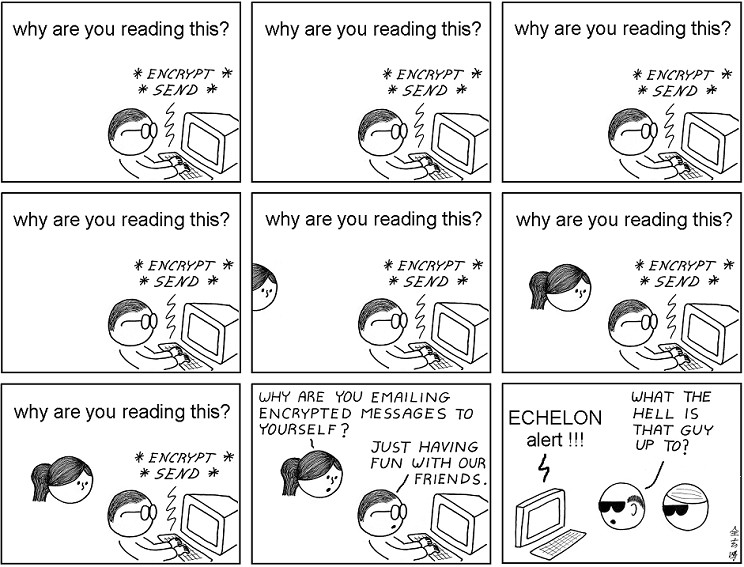 why are you reading this?
* ENCRYPT *
* SEND *
why are you reading this?
* ENCRYPT *
* SEND *
why are you reading this?
* ENCRYPT *
* SEND *
why are you reading this?
* ENCRYPT *
* SEND *
why are you reading this?
* ENCRYPT *
* SEND *
why are you reading this?
* ENCRYPT *
* SEND *
why are you reading this?
* ENCRYPT *
* SEND *
WHY ARE YOU EMAILING
ENCRYPTED MESSAGES TO
YOURSELF?
JUST HAVING
FUN WITH OUR
FRIENDS.
ECHELON
alert !!!
WHAT THE
HELL IS
THAT GUY
UP TO?